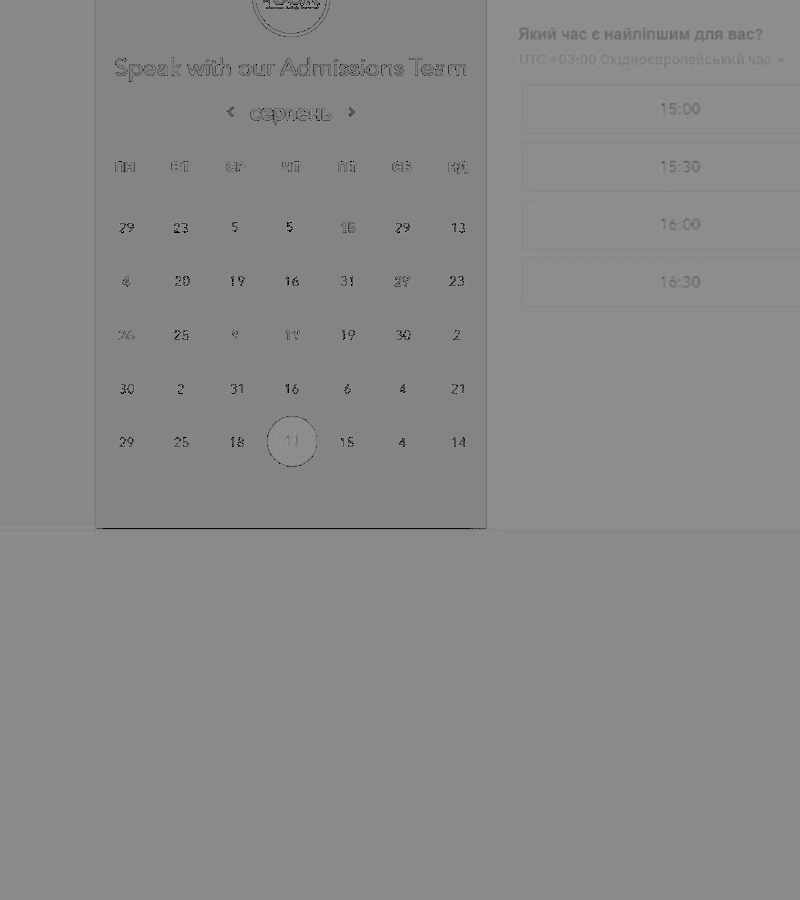 Speak with our Admissions Team
серпень
ПН ВТ СР ЧТ ПТ СБ НД
29 23 5 5 15 29 13
4 20 19 16 31 27 23
26 25 9 19 30 2
30 2 31 16 6 4 21
29 25 18 11 15 4 14
Який час є найліпшим для вас?
UTC +03:00 Східноєвропейський час
15:00
15:30
16:00
16:30